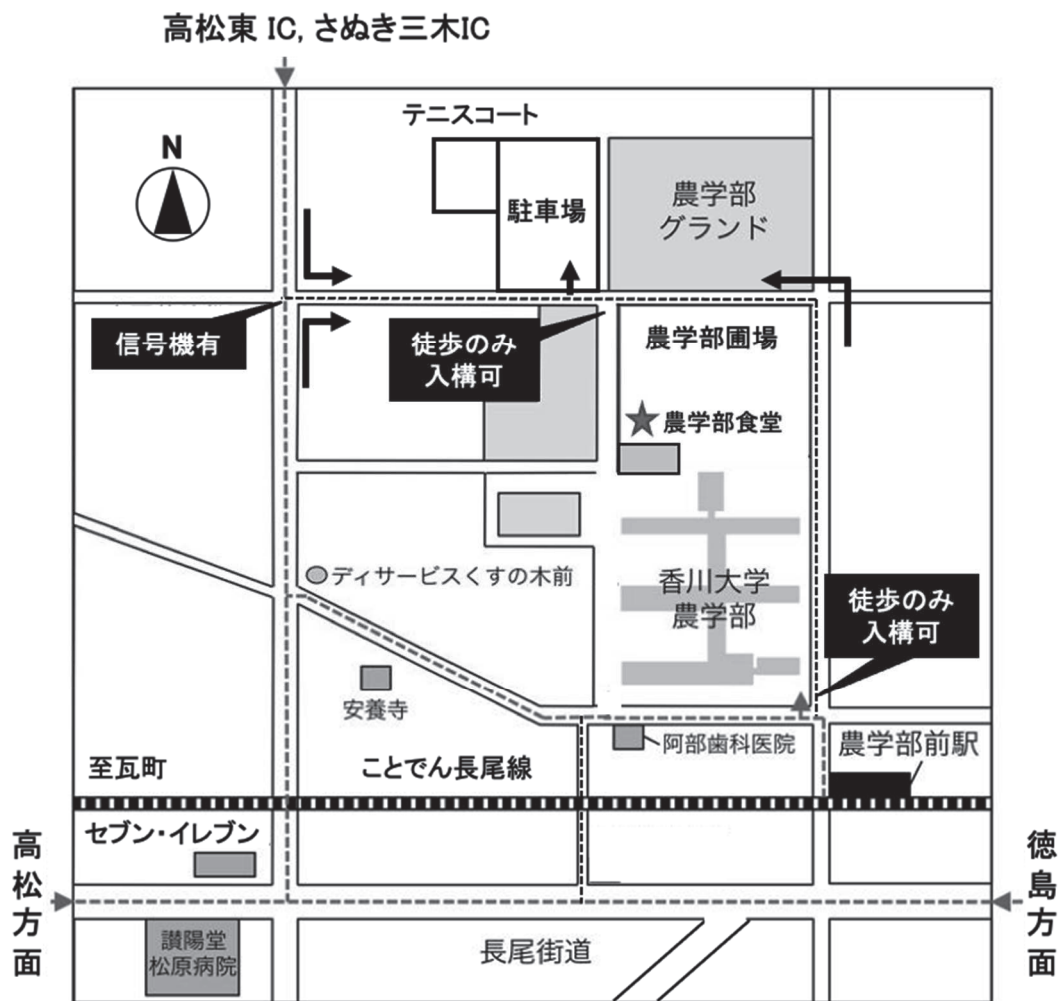 高松東 IC, さぬき三木IC
テニスコート
N
駐車場
農学部
グランド
信号機有
徒歩のみ
入構可
農学部圃場
農学部食堂
ディサービスくすの木前
香川大学
農学部
徒歩のみ
入構可
安養寺
阿部歯科医院
農学部前駅
至瓦町
ことでん長尾線
セブン・イレブン
高松方面
徳島方面
讃陽堂
松原病院
長尾街道